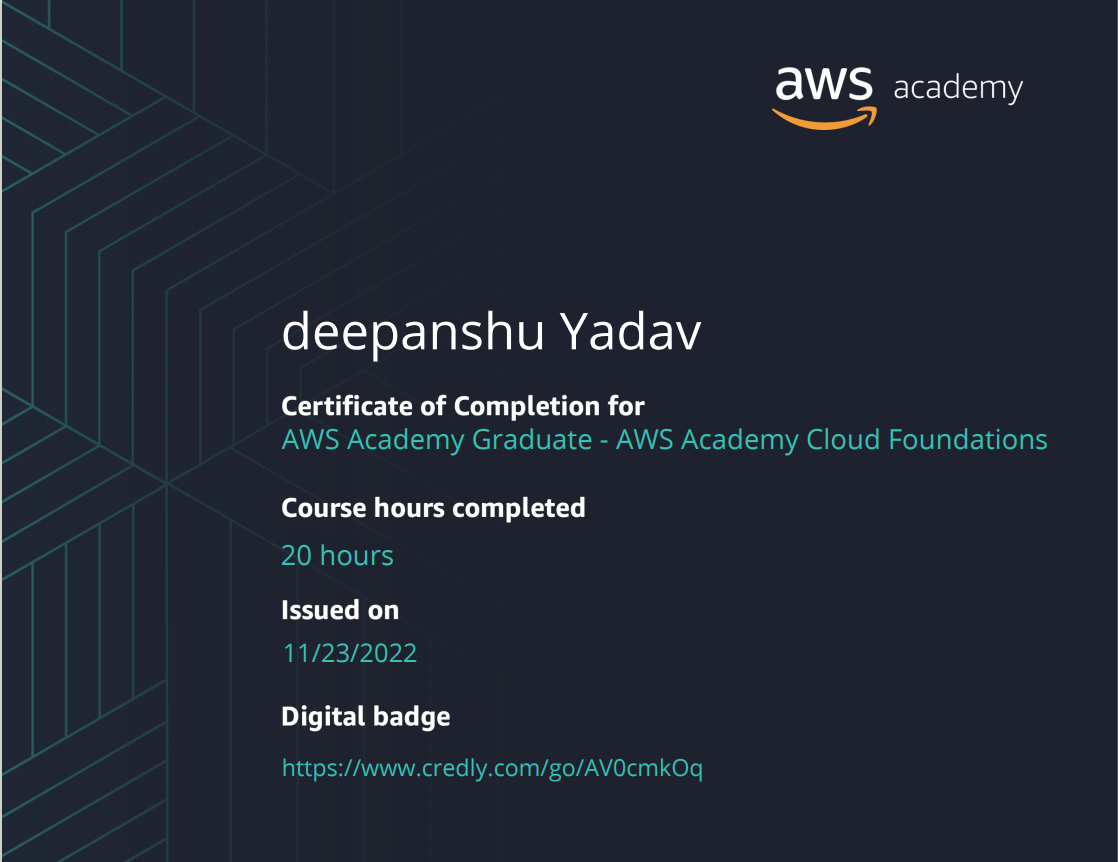 aws academy
deepanshu Yadav
Certificate of Completion for
AWS Academy Graduate - AWS Academy Cloud Foundations
Course hours completed
20 hours
Issued on
11/23/2022
Digital badge
https://www.credly.com/go/AV0cmkOq